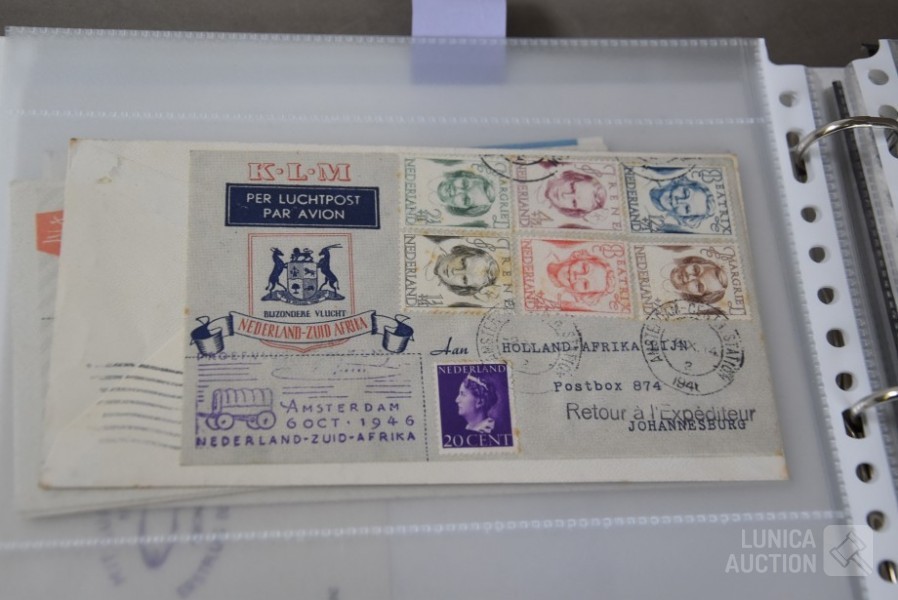 K·L·M
PER LUCHTPOST
PAR AVION
BIJZONDERE VLUCHT
NEDERLAND-ZUID AFRIKA
AMSTERDAM
6 OCT. 1946
NEDERLAND-ZUID-AFRIKA
NEDERLAND
MARGRIET
NEDERLAND
IRENE
NEDERLAND
BEATRIX
NEDERLAND
IRENE
NEDERLAND
BEATRIX
NEDERLAND
MARGRIET
Aan
HOLLAND-AFRIKA LIJN
Postbox 874
Retour à l'Expéditeur
JOHANNESBURG
NEDERLAND
20 CENT
LUNICA
AUCTION